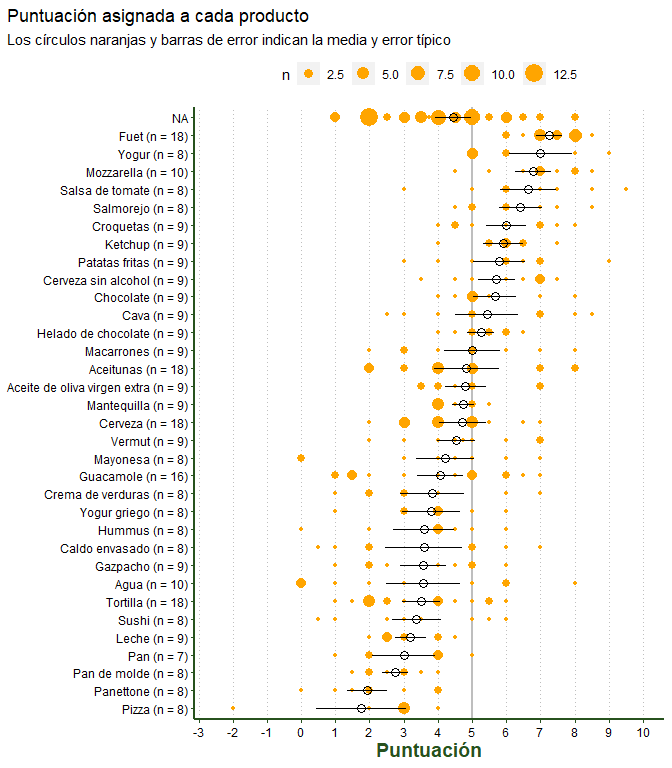 Puntuación asignada a cada producto
Los círculos naranjas y barras de error indican la media y error típico
n 2.5 5.0 7.5 10.0 12.5
NA
Fuet (n = 18)
Yogur (n = 8)
Mozzarella (n = 10)
Salsa de tomate (n = 8)
Salmorejo (n = 8)
Croquetas (n = 9)
Ketchup (n = 9)
Patatas fritas (n = 9)
Cerveza sin alcohol (n = 9)
Chocolate (n = 9)
Cava (n = 9)
Helado de chocolate (n = 9)
Macarrones (n = 9)
Aceitunas (n = 18)
Aceite de oliva virgen extra (n = 9)
Mantequilla (n = 9)
Cerveza (n = 18)
Vermut (n = 9)
Mayonesa (n = 8)
Guacamole (n = 16)
Crema de verduras (n = 8)
Yogur griego (n = 8)
Hummus (n = 8)
Caldo envasado (n = 8)
Gazpacho (n = 9)
Agua (n = 10)
Tortilla (n = 18)
Sushi (n = 8)
Leche (n = 9)
Pan (n = 7)
Pan de molde (n = 8)
Panettone (n = 8)
Pizza (n = 8)
-3 -2 -1 0 1 2 3 4 5 6 7 8 9 10
Puntuación